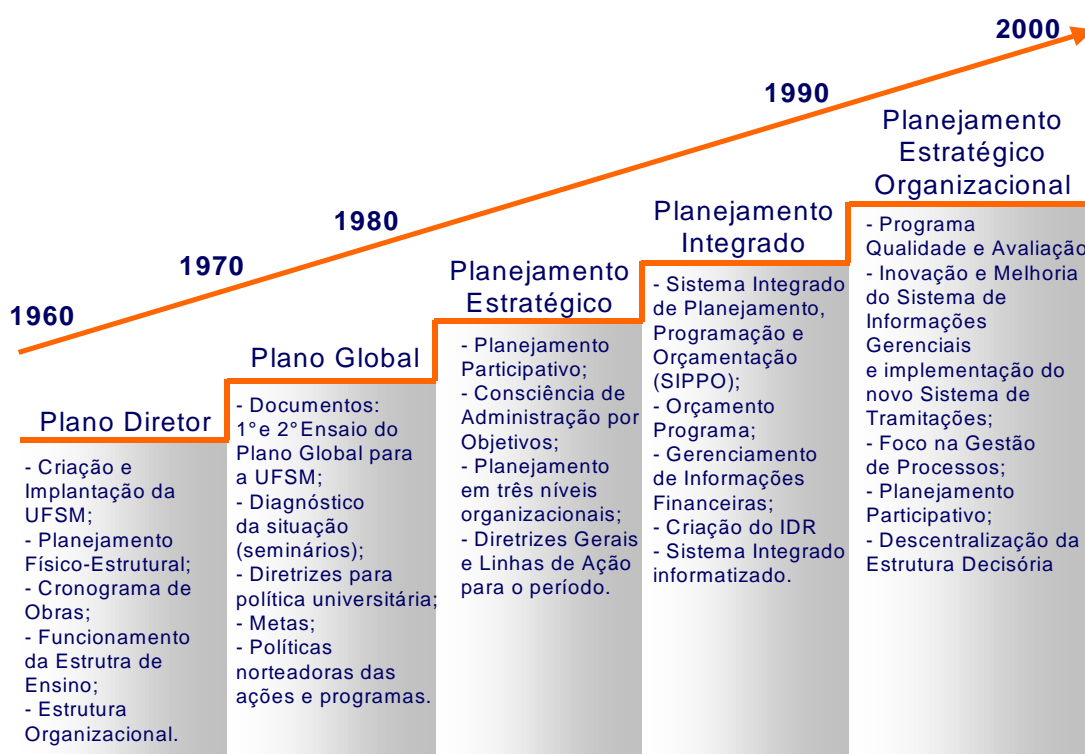 1960
Plano Diretor
- Criação e
Implantação da
UFSM;
- Planejamento
Físico-Estrutural;
- Cronograma de
Obras;
- Funcionamento
da Estrutra de
Ensino;
- Estrutura
Organizacional.
1970
Plano Global
- Documentos:
1° e 2° Ensaio do
Plano Global para
a UFSM;
- Diagnóstico
da situação
(seminários);
- Diretrizes para
política universitária;
- Metas;
- Políticas
norteadoras das
ações e programas.
1980
Planejamento
Estratégico
- Planejamento
Participativo;
- Consciência de
Administração por
Objetivos;
- Planejamento
em três níveis
organizacionais;
- Diretrizes Gerais
e Linhas de Ação
para o período.
1990
Planejamento
Integrado
- Sistema Integrado
de Planejamento,
Programação e
Orçamentação
(SIPPO);
- Orçamento
Programa;
- Gerenciamento
de Informações
Financeiras;
- Criação do IDR
- Sistema Integrado
informatizado.
2000
Planejamento
Estratégico
Organizacional
- Programa
Qualidade e Avaliação
- Inovação e Melhoria
do Sistema de
Informações
Gerenciais
e implementação do
novo Sistema de
Tramitações;
- Foco na Gestão
de Processos;
- Planejamento
Participativo;
- Descentralização da
Estrutura Decisória